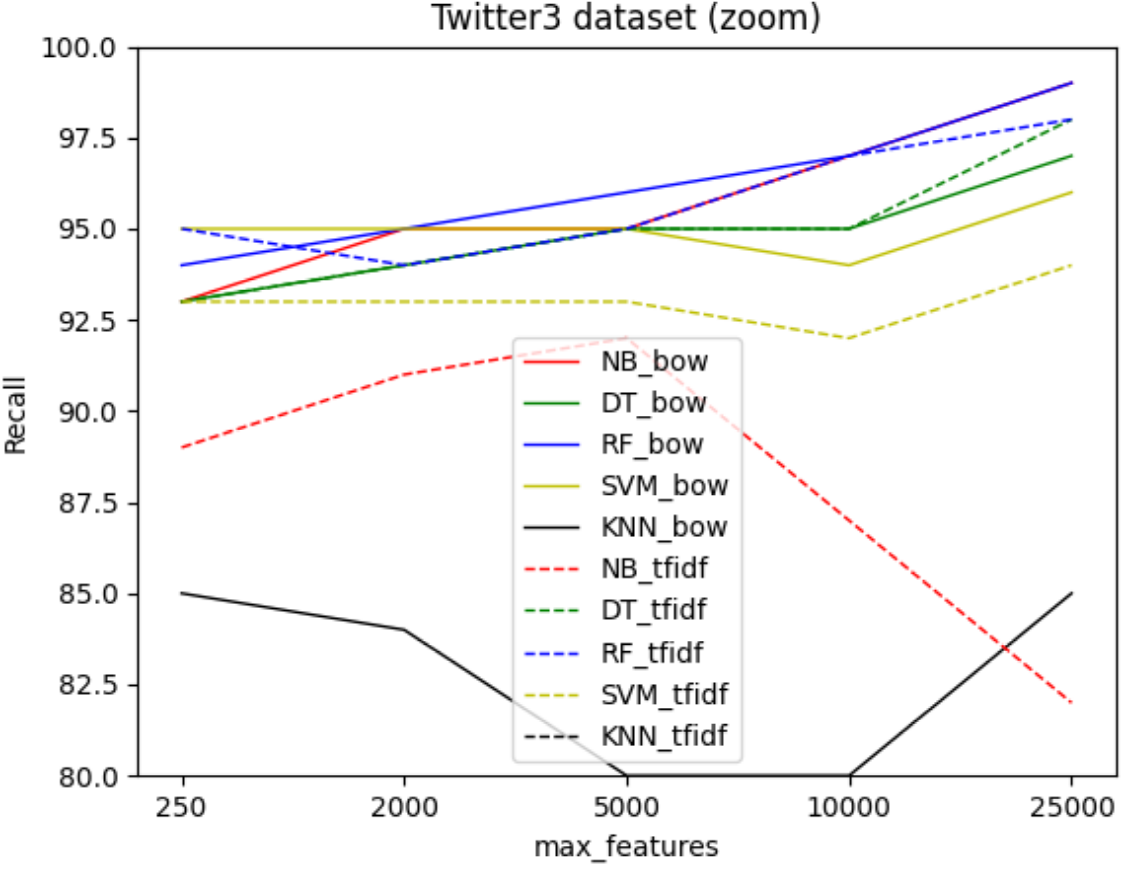 Twitter3 dataset (zoom)
100.0
97.5
95.0
92.5
90.0
87.5
85.0
82.5
80.0
Recall
NB_bow
DT_bow
RF_bow
SVM_bow
KNN_bow
NB_tfidf
DT_tfidf
RF_tfidf
SVM_tfidf
KNN_tfidf
250 2000 5000 10000 25000
max_features